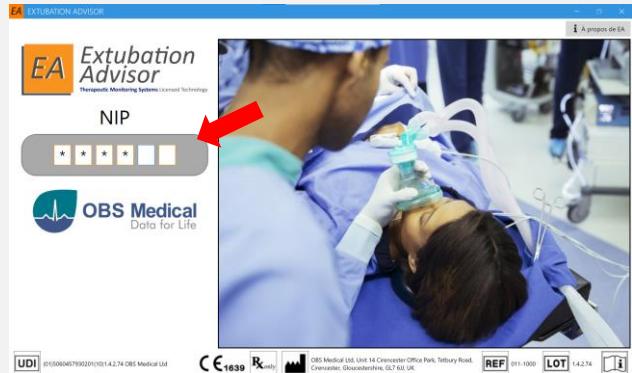 EA EXTUBATION ADVISOR
i À propos de EA
EA Extubation
Advisor
Therapeutic Monitoring Systems Licensed Technology
NIP
* * * *
OBS Medical
Data for Life
UDI (01)5060457930201(10)1.4.2.74 OBS Medical Ltd
CE 1639
Rx only
OBS Medical Ltd, Unit 14 Cirencester Office Park, Tetbury Road,
Cirencester, Gloucestershire, GL7 6JJ, UK
REF 011-1000
LOT 1.4.2.74
i